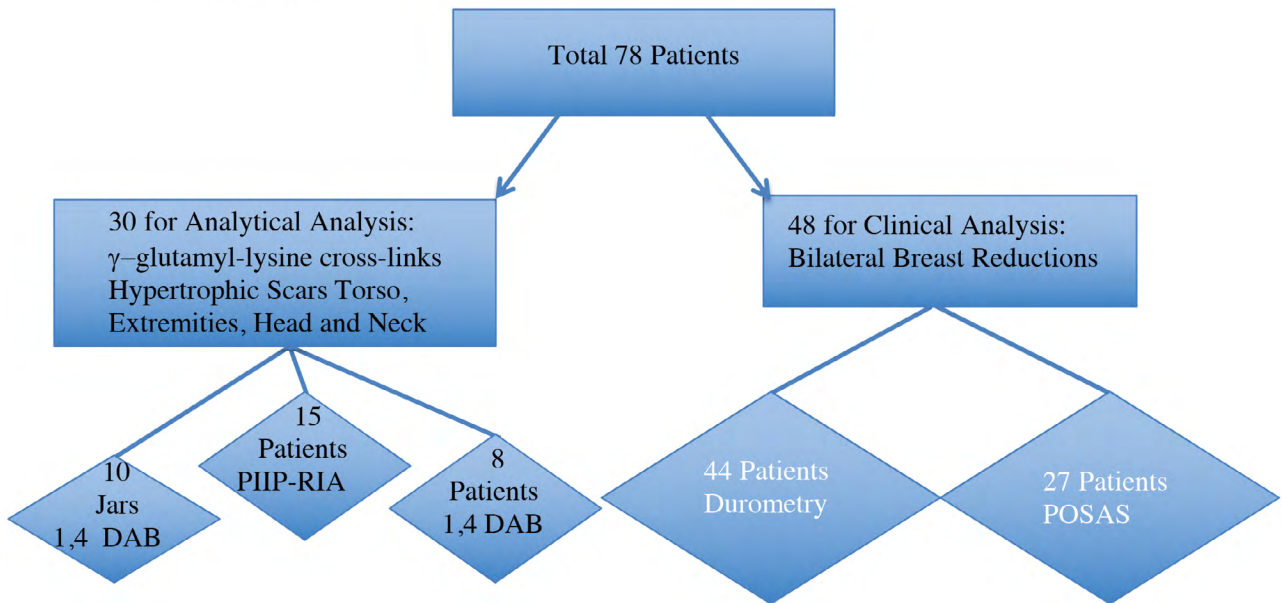 Total 78 Patients
30 for Analytical Analysis:
γ–glutamyl-lysine cross-links
Hypertrophic Scars Torso,
Extremities, Head and Neck
48 for Clinical Analysis:
Bilateral Breast Reductions
10
Jars
1,4 DAB
15
Patients
PIIP-RIA
8
Patients
1,4 DAB
44 Patients
Durometry
27 Patients
POSAS